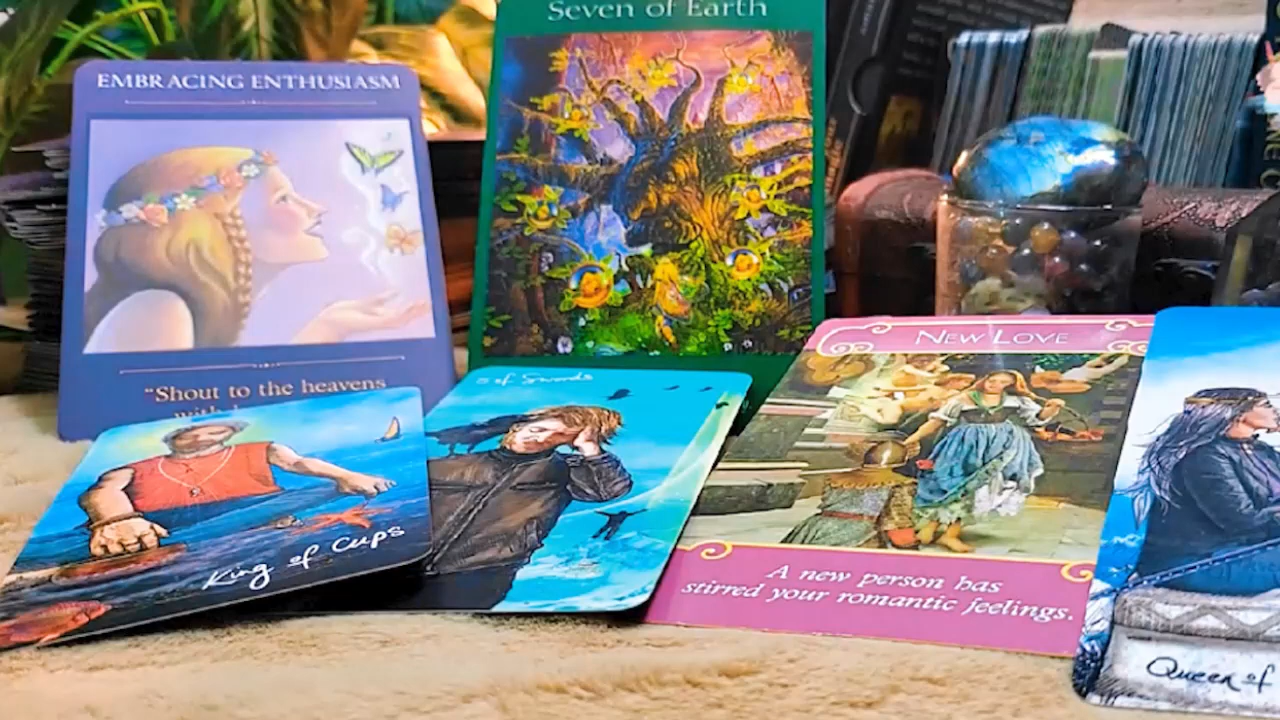 Seven of Earth
EMBRACING ENTHUSIASM
"Shout to the heavens
NEW LOVE
5 of Swords
King of Cups
A new person has
stirred your romantic feelings.
Queen of